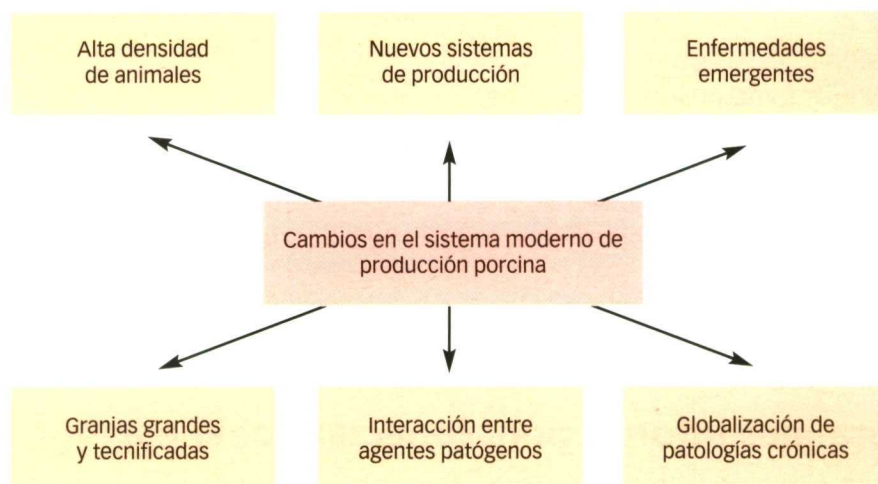 Alta densidad
de animales
Nuevos sistemas
de producción
Enfermedades
emergentes
Cambios en el sistema moderno de
producción porcina
Granjas grandes
y tecnificadas
Interacción entre
agentes patógenos
Globalización de
patologías crónicas